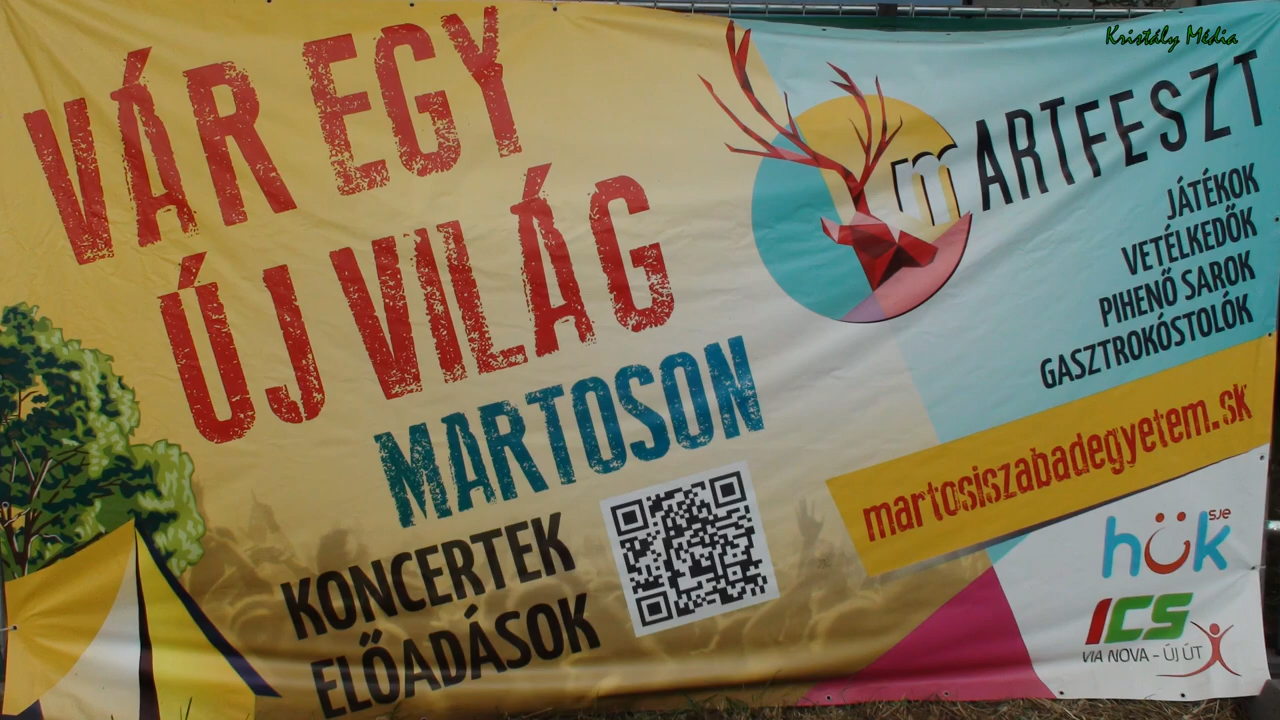 Kristály Média
VÁR EGY
ÚJ VILÁG
MARTOSON
KONCERTEK
ELŐADÁSOK
mARTFESZT
JÁTÉKOK
VETÉLKEDŐK
PIHENŐ SAROK
GASZTROKÓSTOLÓK
martosiszabadegyetem.sk
hük sje
ICS
VIA NOVA - ÚJ ÚT